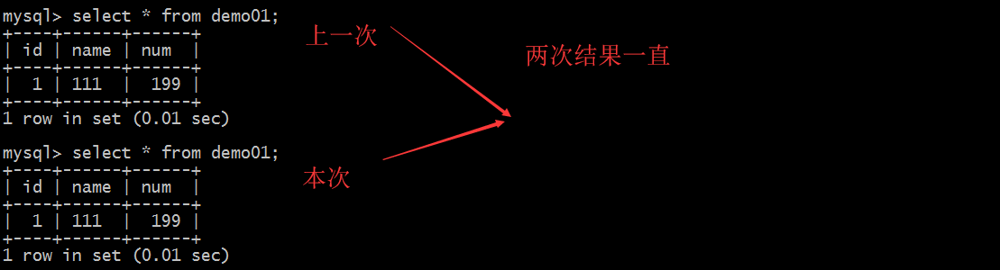 mysql> select * from demo01;
+----+------+------+
| id | name | num  |
+----+------+------+
|  1 | 111  |  199 |
+----+------+------+
1 row in set (0.01 sec)
上一次
两次结果一直
mysql> select * from demo01;
+----+------+------+
| id | name | num  |
+----+------+------+
|  1 | 111  |  199 |
+----+------+------+
1 row in set (0.01 sec)
本次